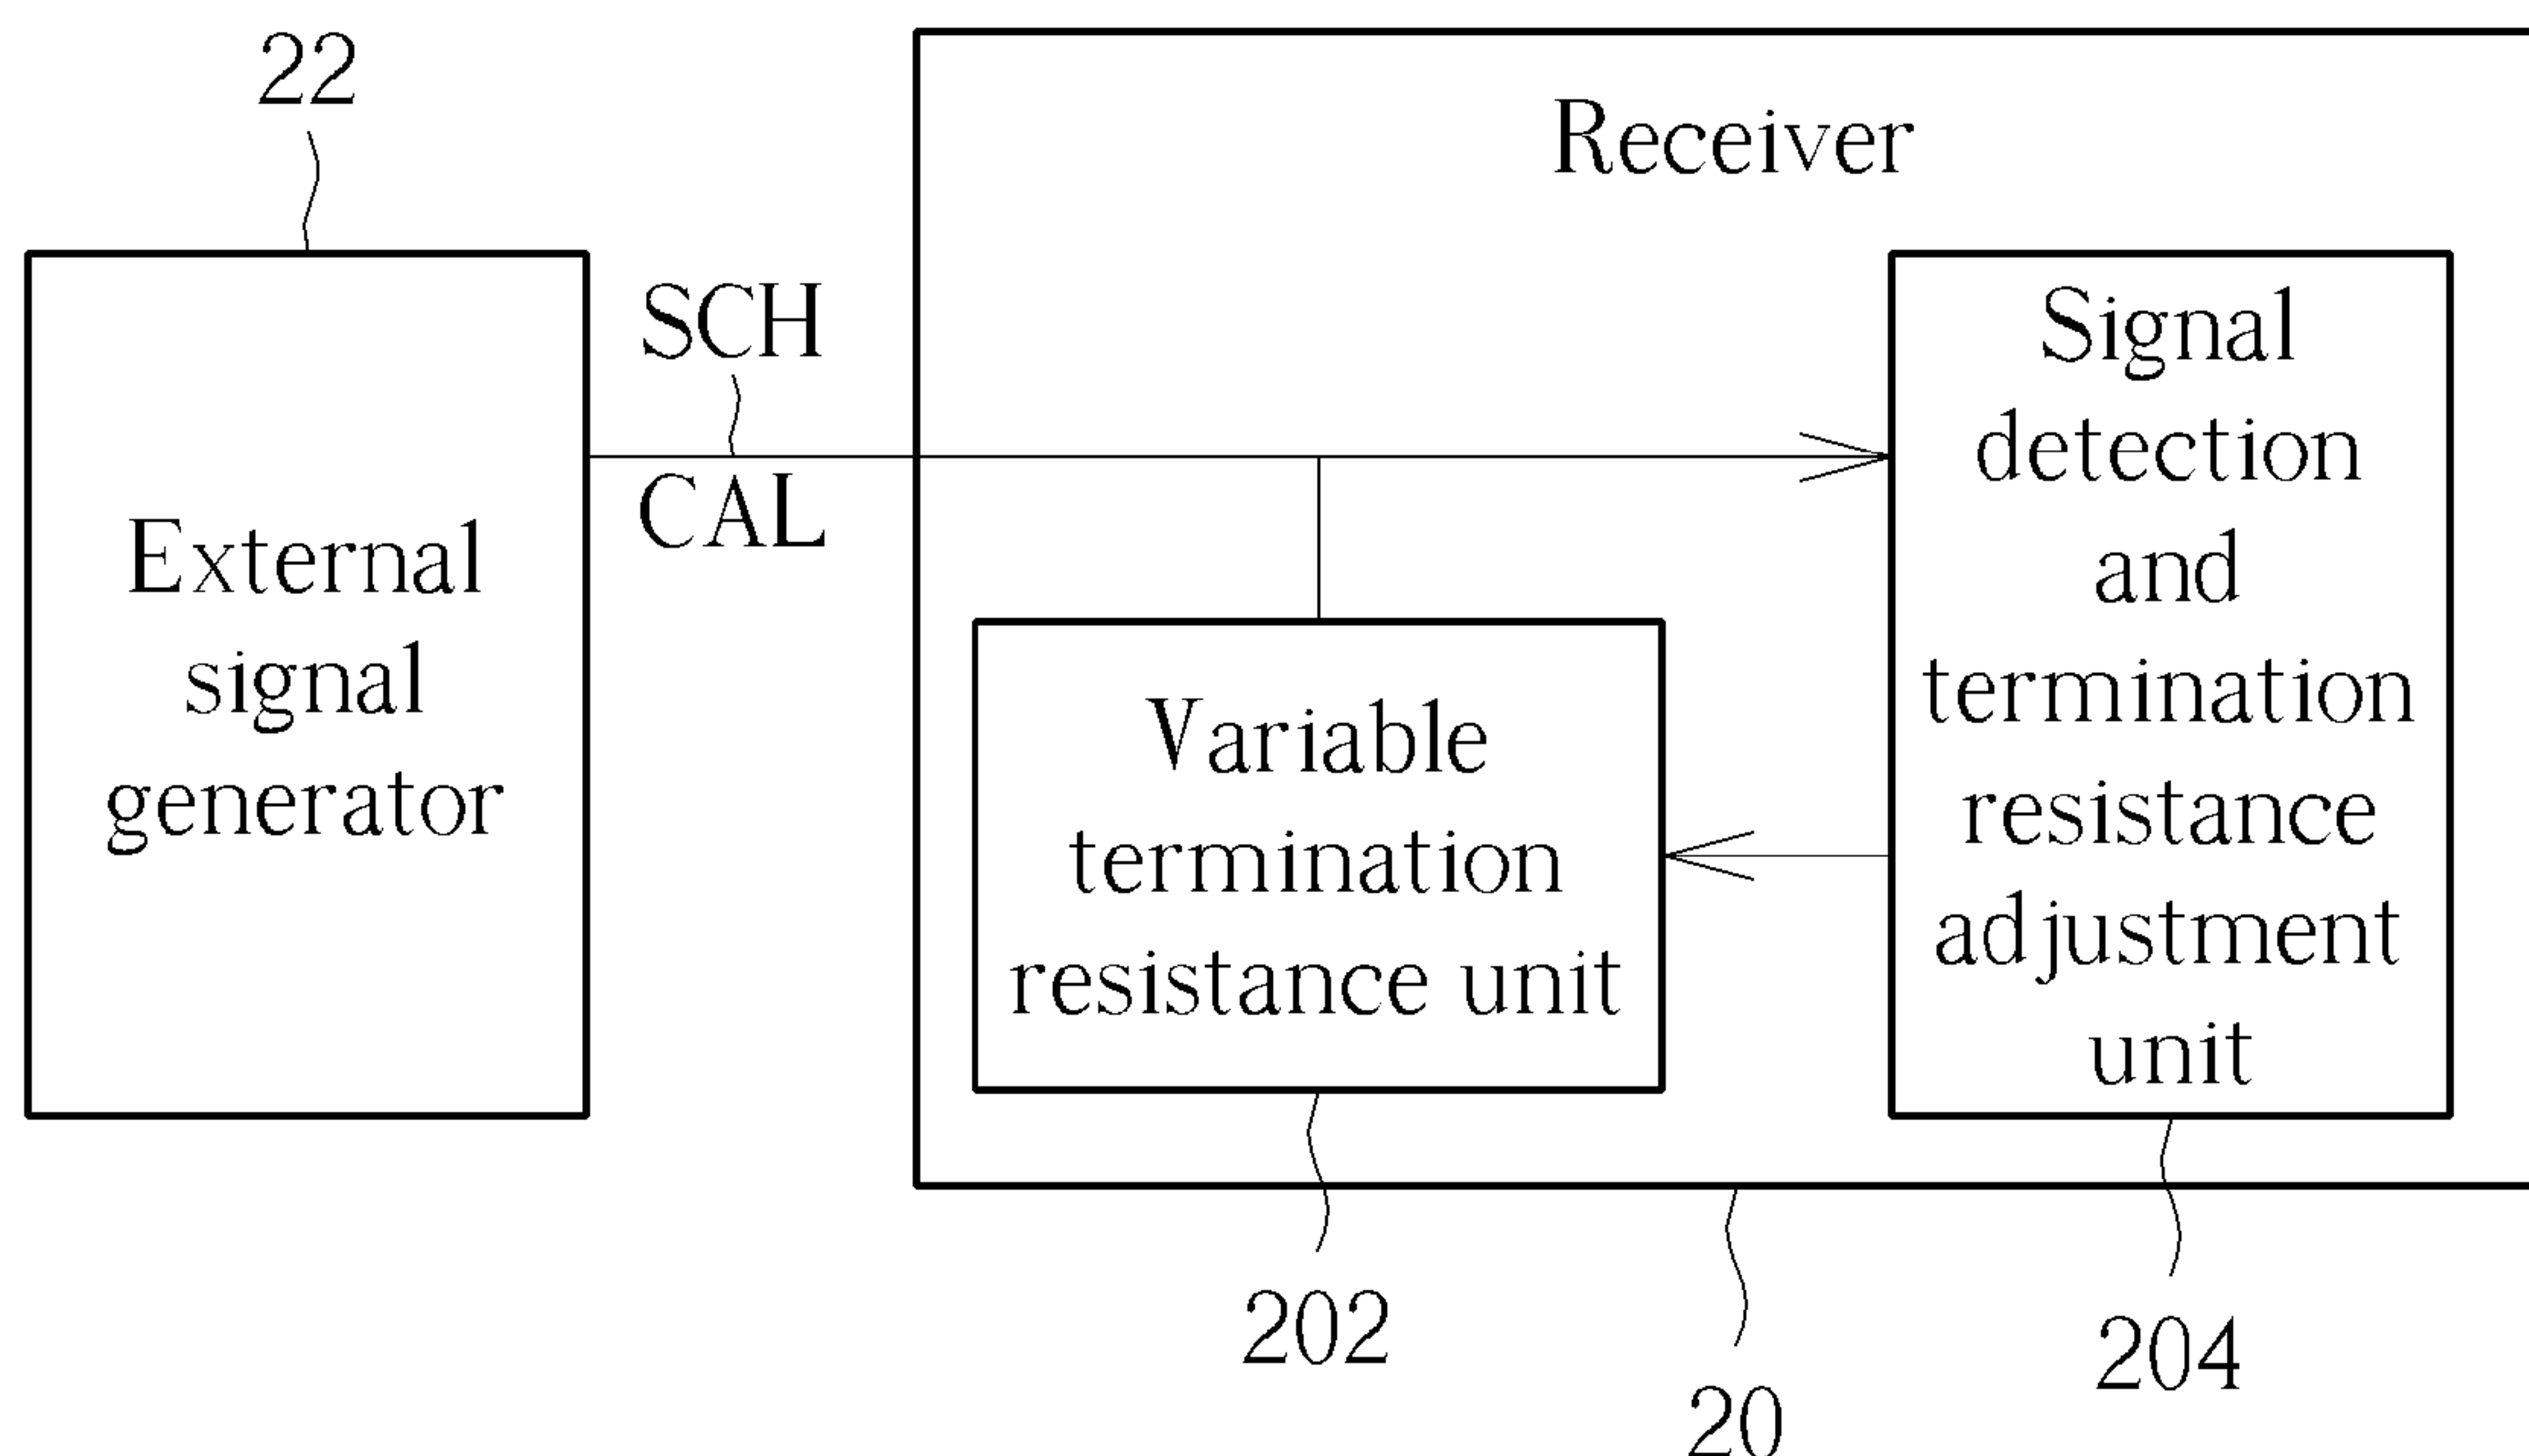 22
Receiver
SCH
CAL
External
signal
generator
Signal
detection
and
termination
resistance
adjustment
unit
Variable
termination
resistance unit
202
204
20